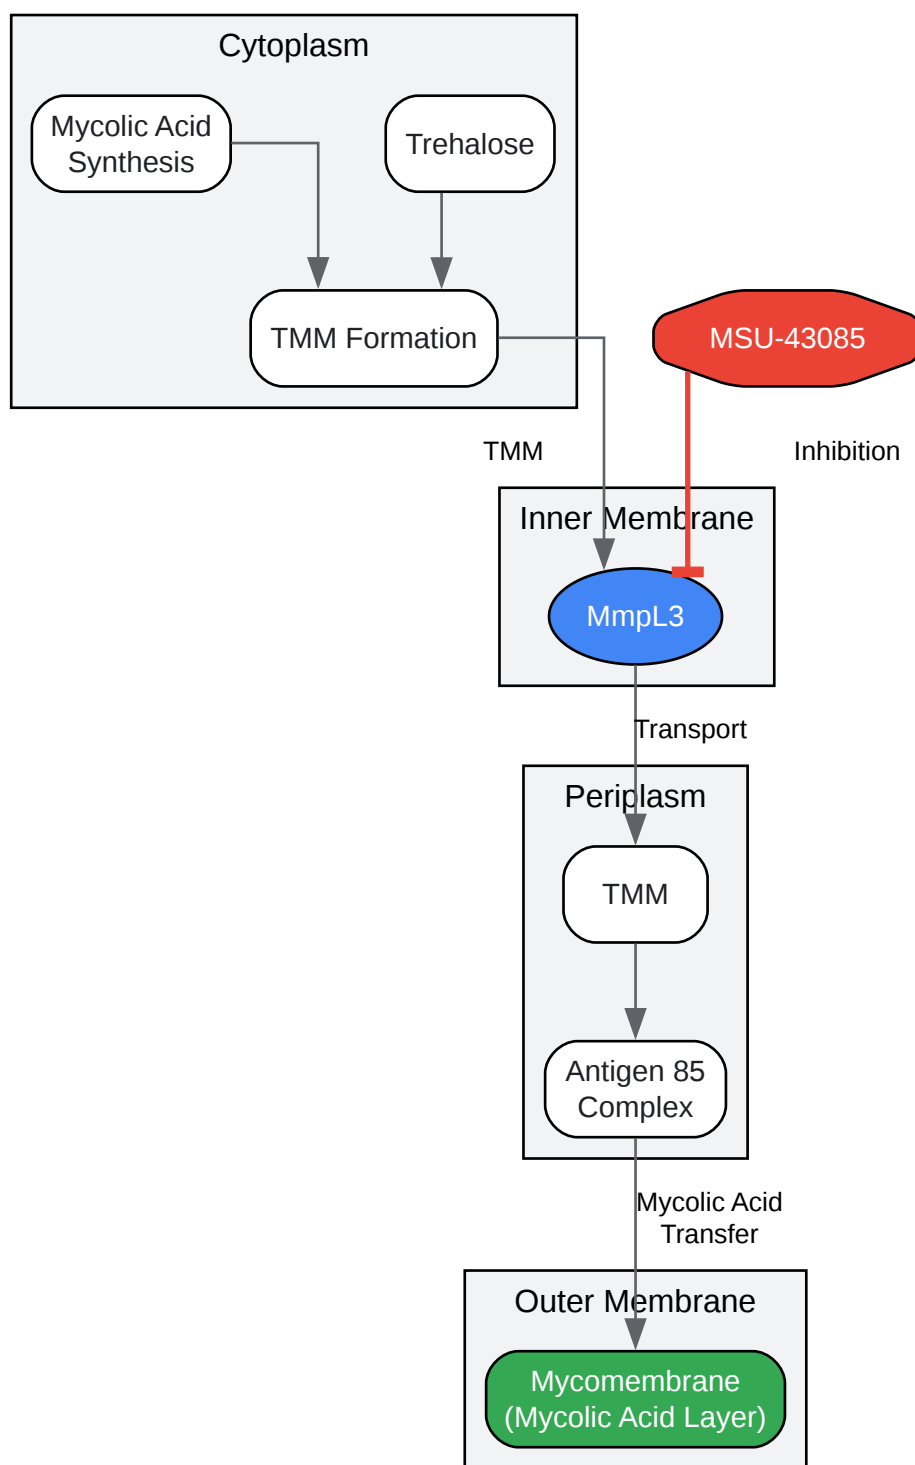 Cytoplasm
Mycolic Acid
Synthesis
Trehalose
TMM Formation
MSU-43085
TMM
Inhibition
Inner Membrane
MmpL3
Transport
Periplasm
TMM
Antigen 85
Complex
Mycolic Acid
Transfer
Outer Membrane
Mycomembrane
(Mycolic Acid Layer)